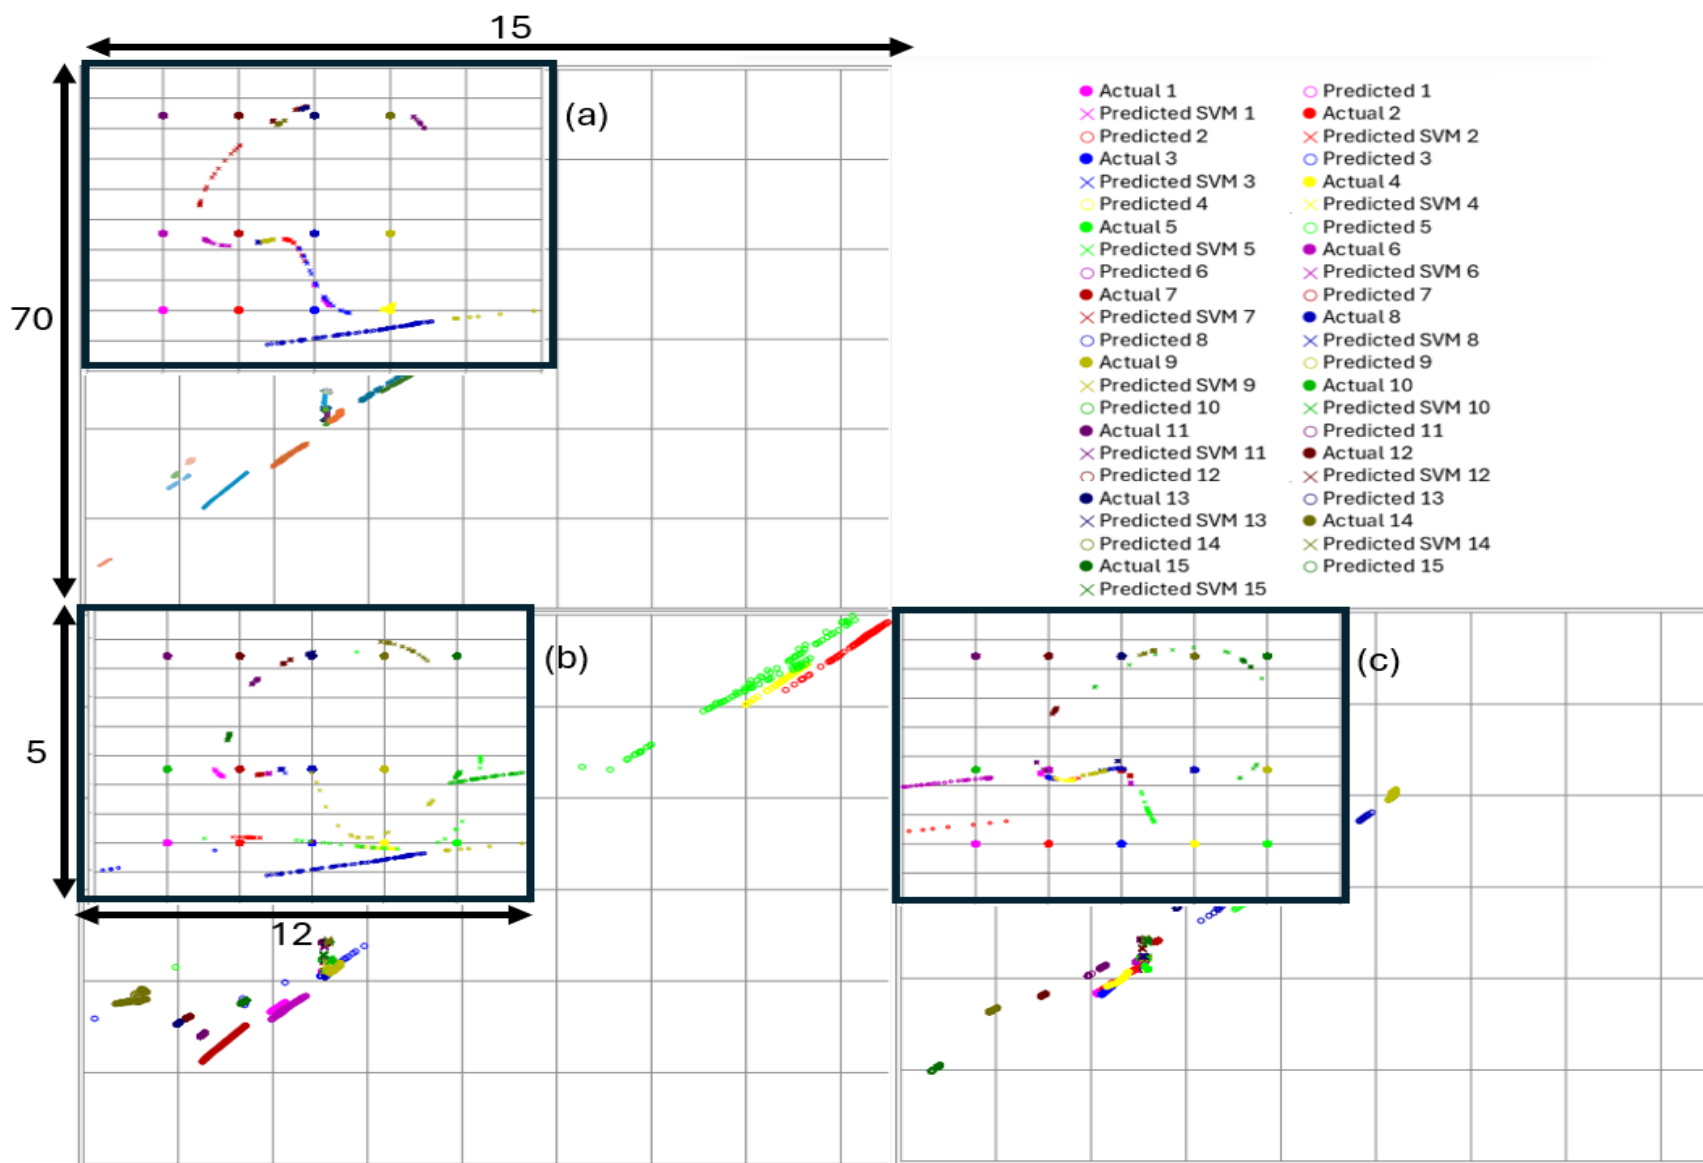 15
(a)
70
Actual 1 Predicted 1
Predicted SVM 1 Actual 2
Predicted 2 Predicted SVM 2
Actual 3 Predicted 3
Predicted SVM 3 Actual 4
Predicted 4 Predicted SVM 4
Actual 5 Predicted 5
Predicted SVM 5 Actual 6
Predicted 6 Predicted SVM 6
Actual 7 Predicted 7
Predicted SVM 7 Actual 8
Predicted 8 Predicted SVM 8
Actual 9 Predicted 9
Predicted SVM 9 Actual 10
Predicted 10 Predicted SVM 10
Actual 11 Predicted 11
Predicted SVM 11 Actual 12
Predicted 12 Predicted SVM 12
Actual 13 Predicted 13
Predicted SVM 13 Actual 14
Predicted 14 Predicted SVM 14
Actual 15 Predicted 15
Predicted SVM 15
(b)
(c)
5
12